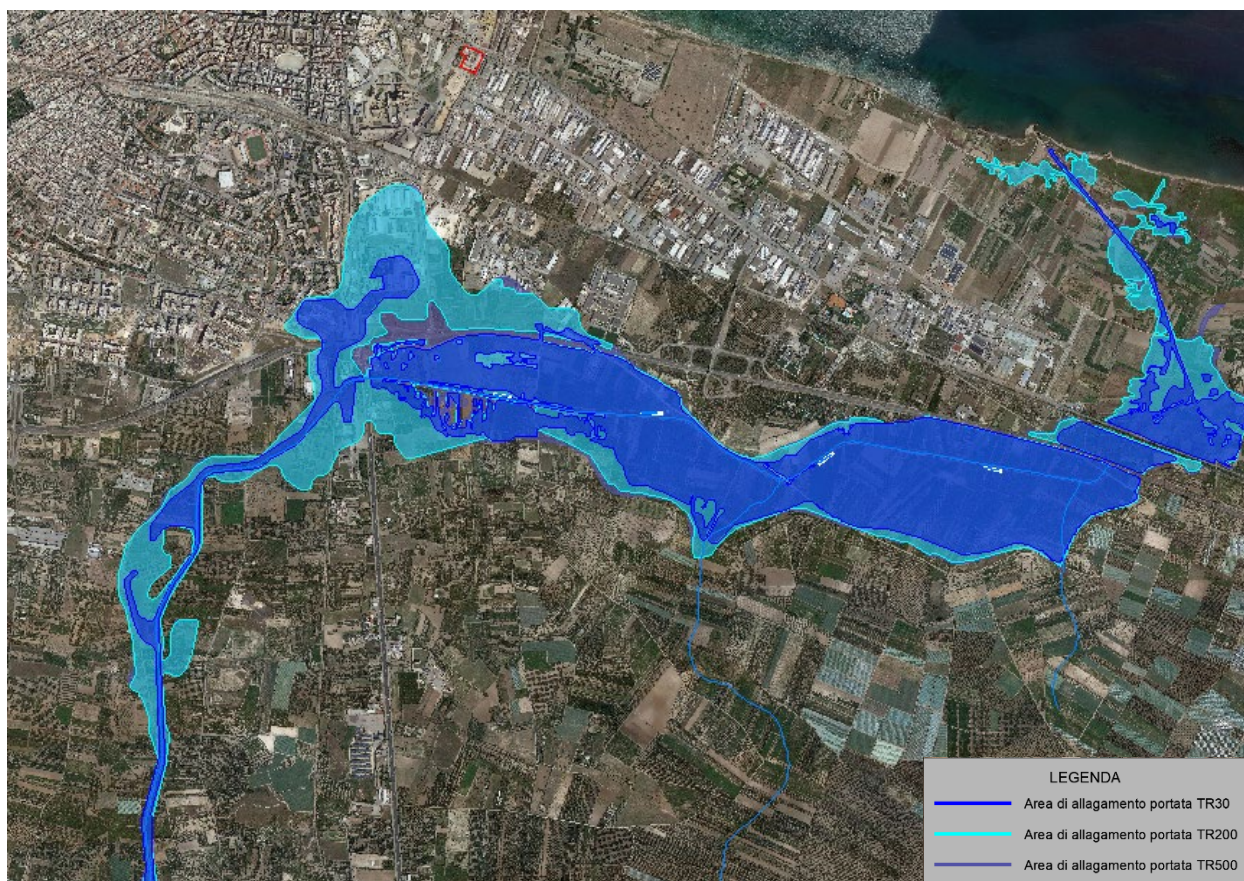 LEGENDA
Area di allagamento portata TR30
Area di allagamento portata TR200
Area di allagamento portata TR500